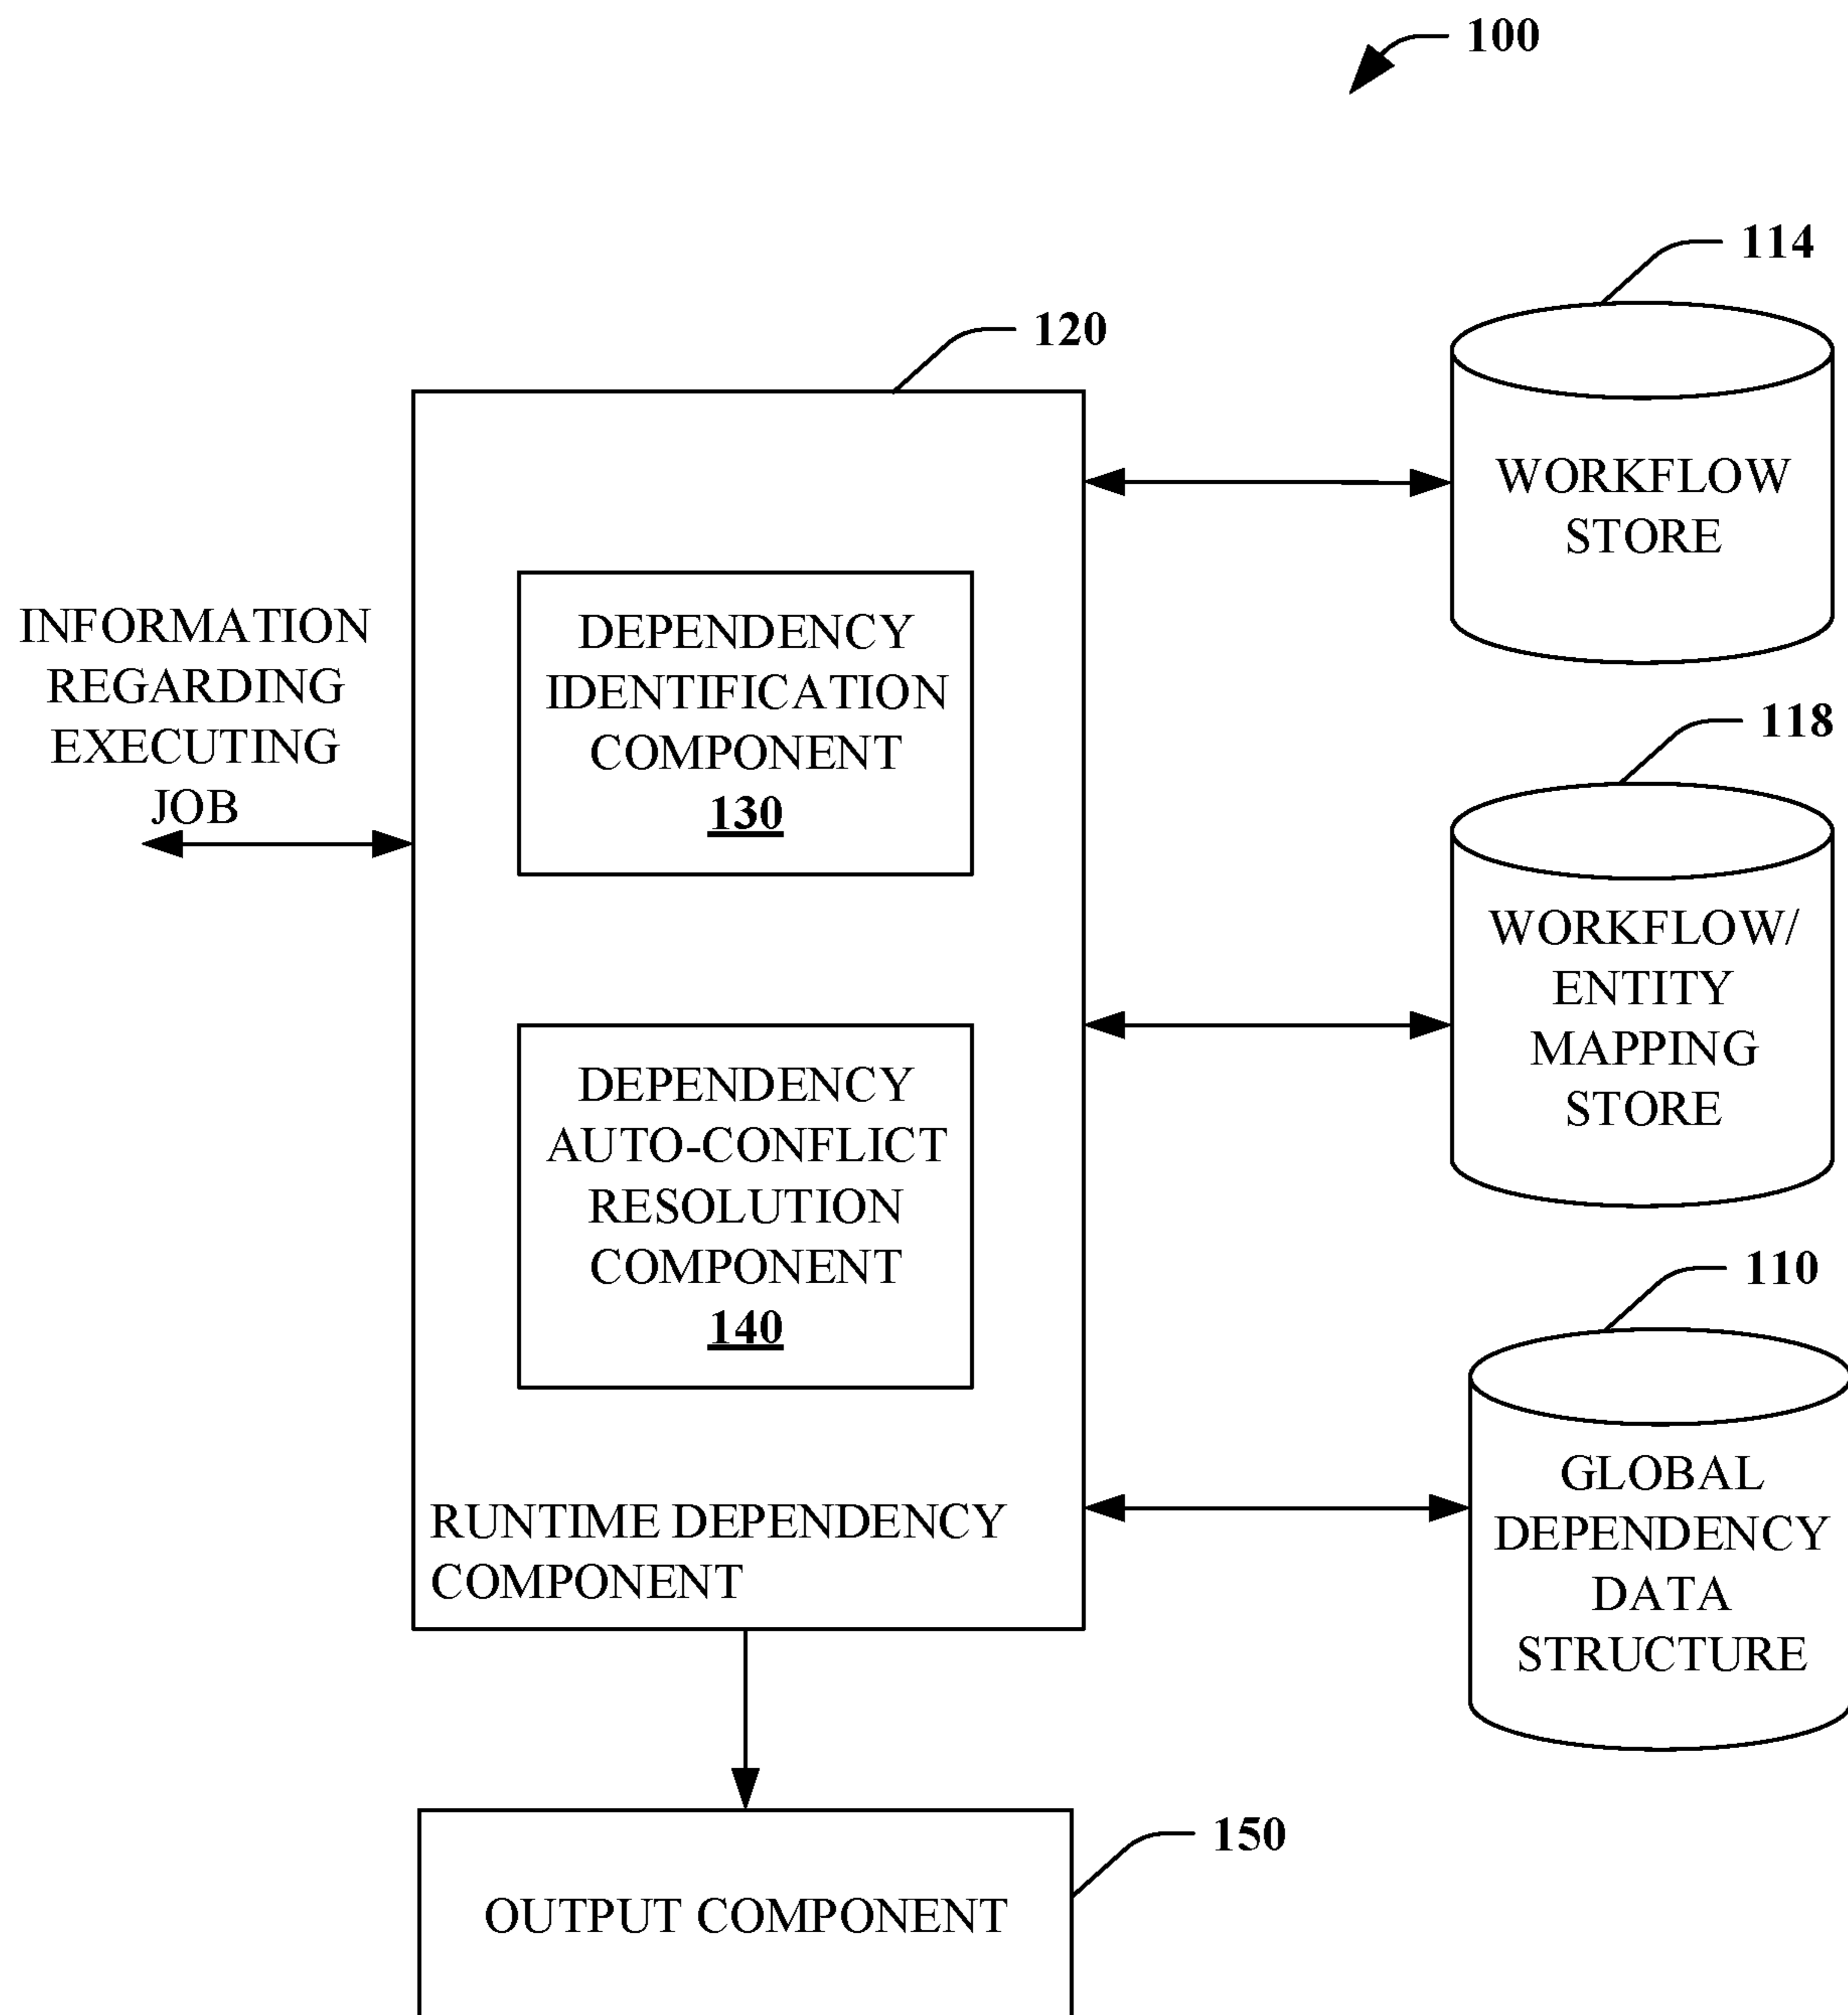 100
114
120
WORKFLOW
STORE
INFORMATION
REGARDING
EXECUTING
JOB
DEPENDENCY
IDENTIFICATION
COMPONENT
130
118
WORKFLOW/
ENTITY
MAPPING
STORE
DEPENDENCY
AUTO-CONFLICT
RESOLUTION
COMPONENT
140
110
GLOBAL
DEPENDENCY
DATA
STRUCTURE
RUNTIME DEPENDENCY
COMPONENT
150
OUTPUT COMPONENT